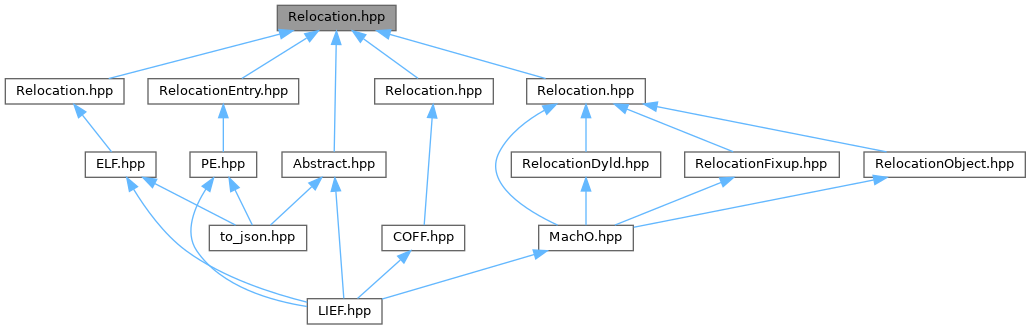 Relocation.hpp
Relocation.hpp
RelocationEntry.hpp
Relocation.hpp
Relocation.hpp
ELF.hpp
PE.hpp
Abstract.hpp
RelocationDyld.hpp
RelocationFixup.hpp
RelocationObject.hpp
to_json.hpp
COFF.hpp
MachO.hpp
LIEF.hpp